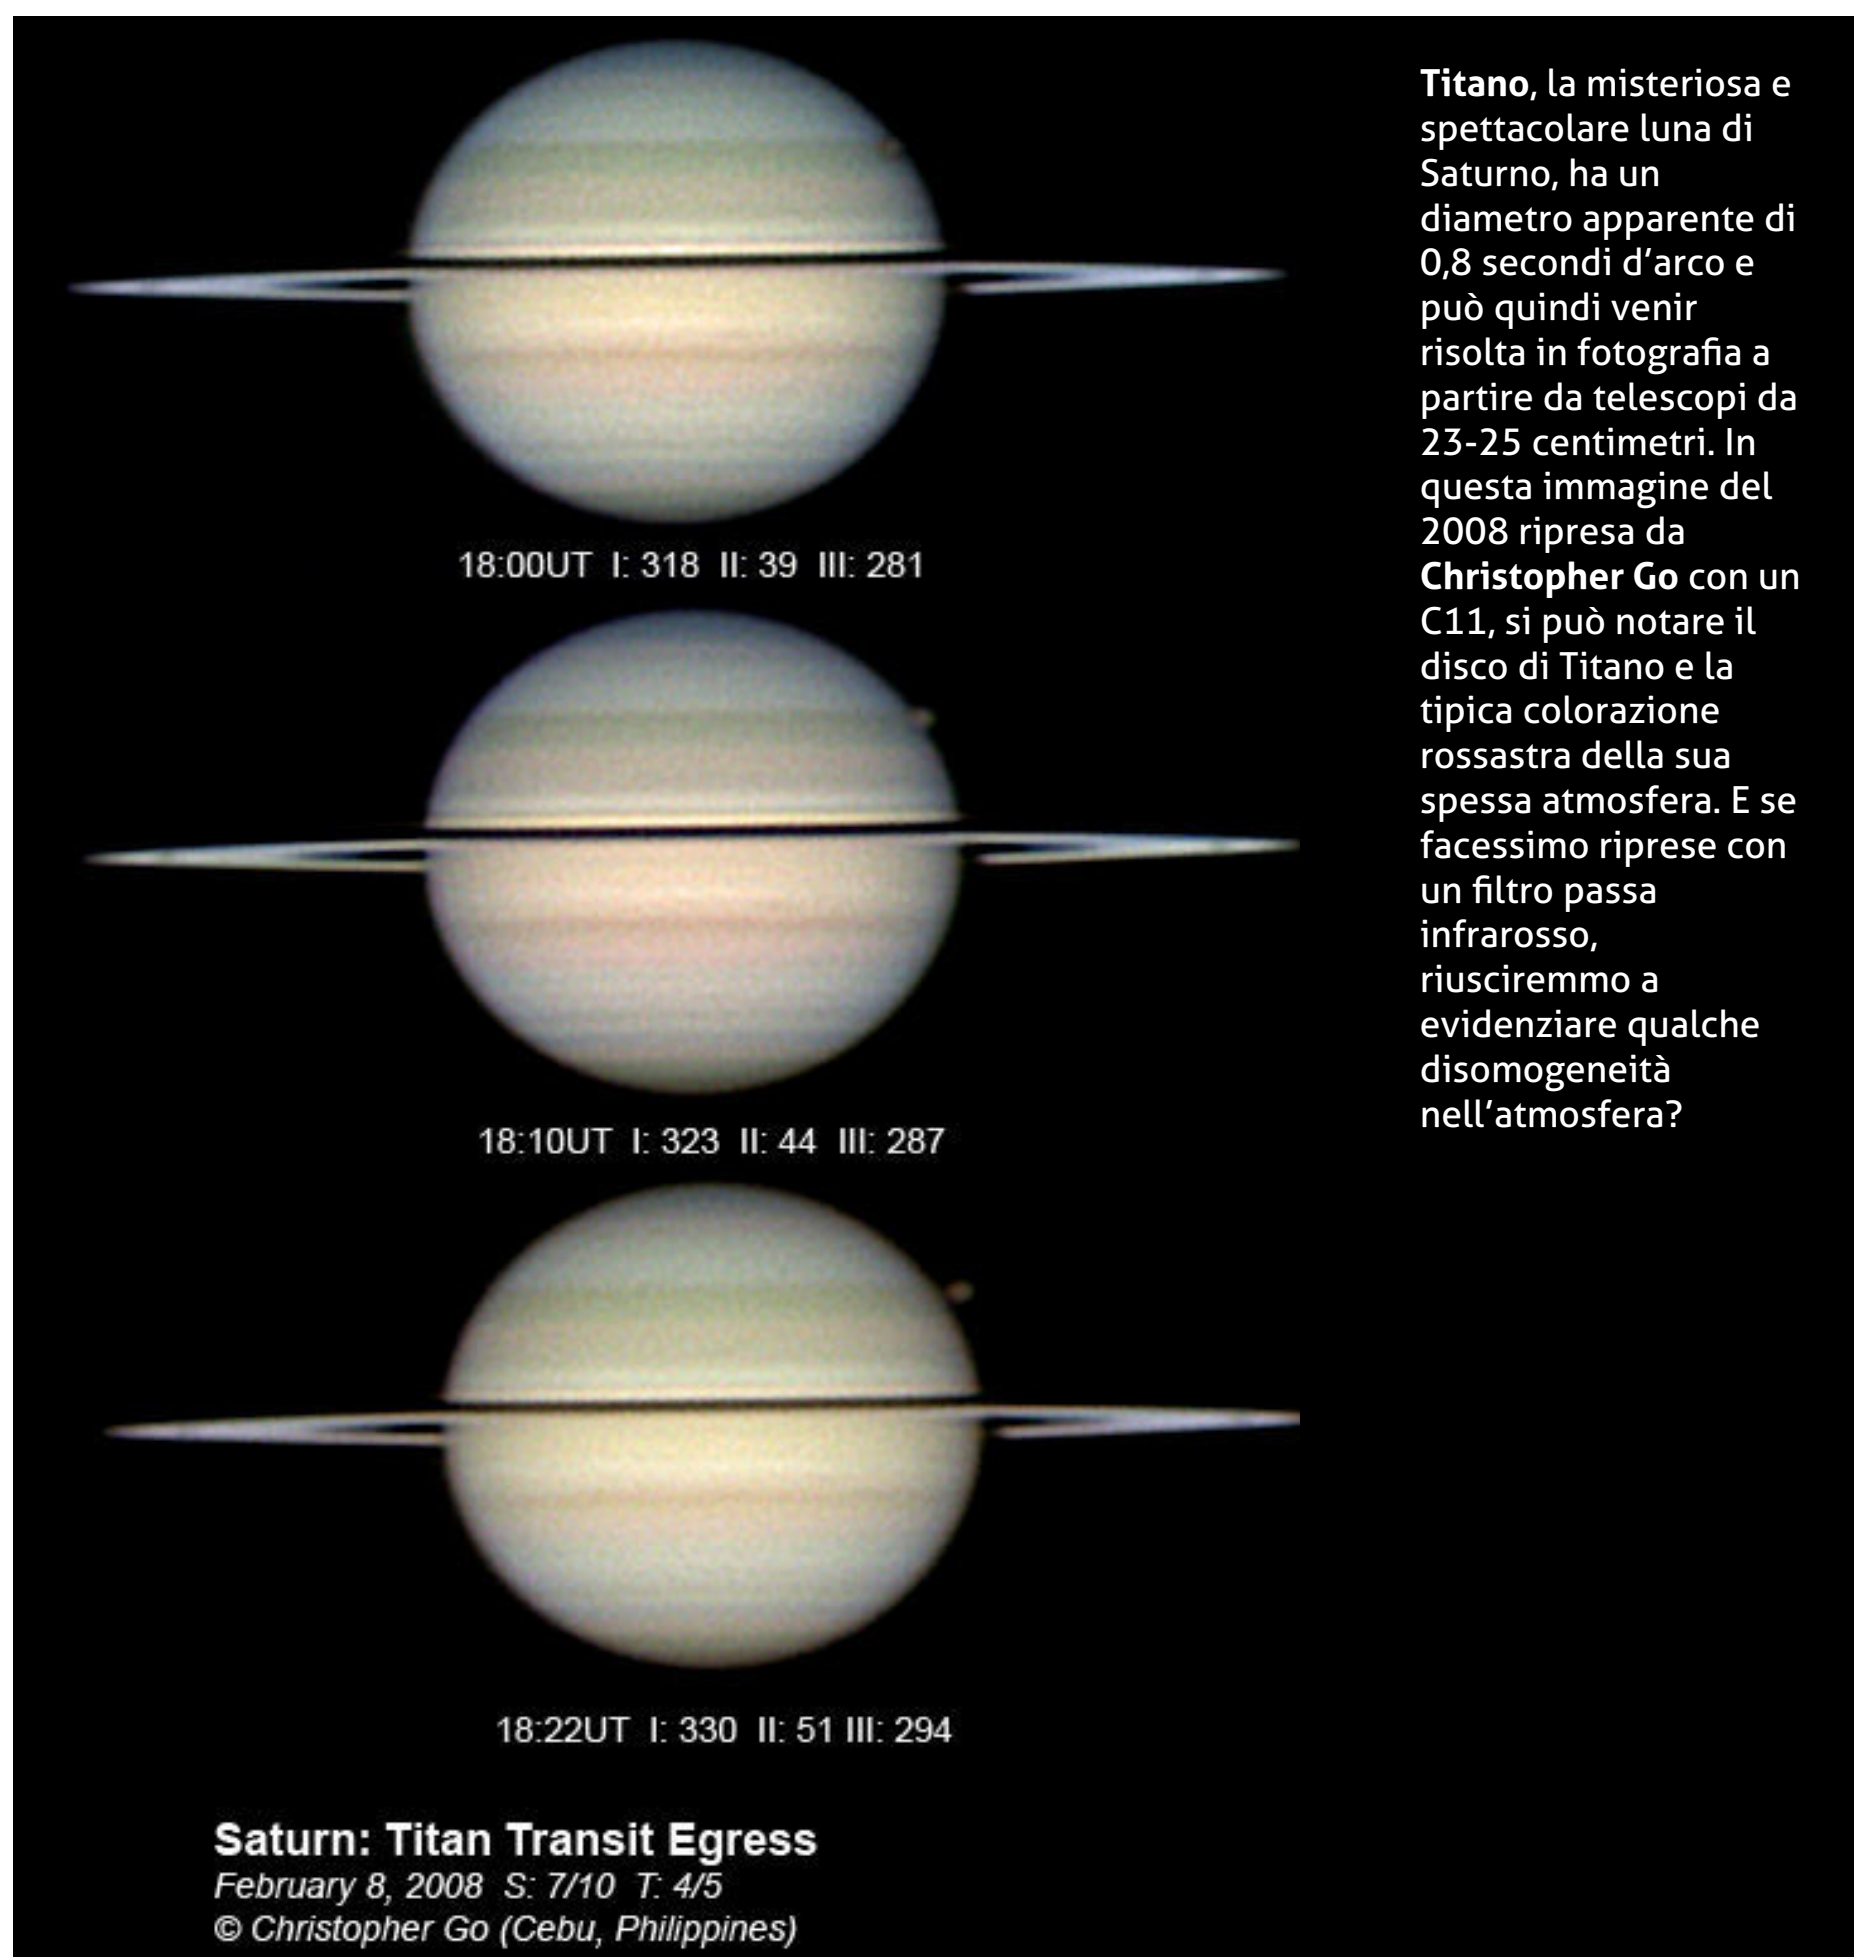 Titano, la misteriosa e
spettacolare luna di
Saturno, ha un
diametro apparente di
0,8 secondi d’arco e
può quindi venir
risolta in fotografia a
partire da telescopi da
23-25 centimetri. In
questa immagine del
2008 ripresa da
Christopher Go con un
C11, si può notare il
disco di Titano e la
tipica colorazione
rossastra della sua
spessa atmosfera. E se
facessimo riprese con
un filtro passa
infrarosso,
riusciremmo a
evidenziare qualche
disomogeneità
nell’atmosfera?
18:00UT I: 318 II: 39 III: 281
18:10UT I: 323 II: 44 III: 287
18:22UT I: 330 II: 51 III: 294
Saturn: Titan Transit Egress
February 8, 2008 S: 7/10 T: 4/5
© Christopher Go (Cebu, Philippines)